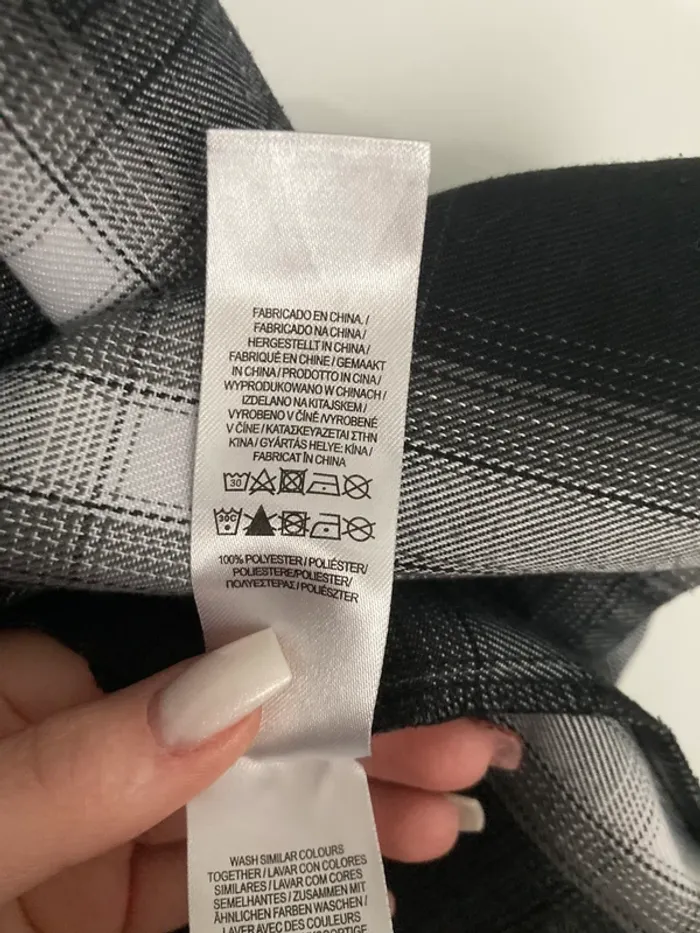 FABRICADO EN CHINA. /
FABRICADO NA CHINA /
HERGESTELLT IN CHINA /
FABRIQUÉ EN CHINE / GEMAAKT
IN CHINA / PRODOTTO IN CINA /
WYPRODUKOWANO W CHINACH /
IZDELANO NA KITAJSKEM /
VYROBENO V ČÍNĚ /VYROBENÉ
V ČÍNE / ΚΑΤΑΣΚΕΥΆΖΕΤΑΙ ΣΤΗΝ
ΚΙΝΑ / GYÁRTÁS HELYE: KÍNA /
FABRICAT ÎN CHINA
30
30C
100% POLYESTER / POLIÉSTER/
POLIESTERE/POLIESTER/
ΠΟΛΥΕΣΤΕΡΑΣ / POLIÉSZTER
WASH SIMILAR COLOURS
TOGETHER / LAVAR CON COLORES
SIMILARES / LAVAR COM CORES
SEMELHANTES / ZUSAMMEN MIT
ÄHNLICHEN FARBEN WASCHEN /
LAVER AVEC DES COULEURS